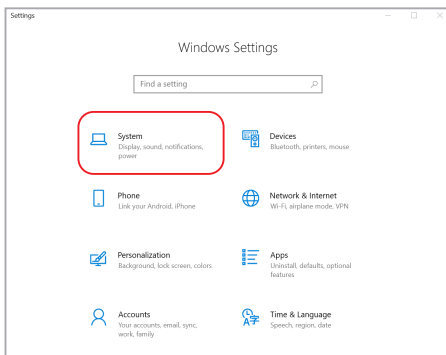 Settings
Windows Settings
Find a setting
System
Display, sound, notifications,
power
Devices
Bluetooth, printers, mouse
Phone
Link your Android, iPhone
Network & Internet
Wi-Fi, airplane mode, VPN
Personalization
Background, lock screen, colors
Apps
Uninstall, defaults, optional
features
Accounts
Your accounts, email, sync,
work, family
Time & Language
Speech, region, date